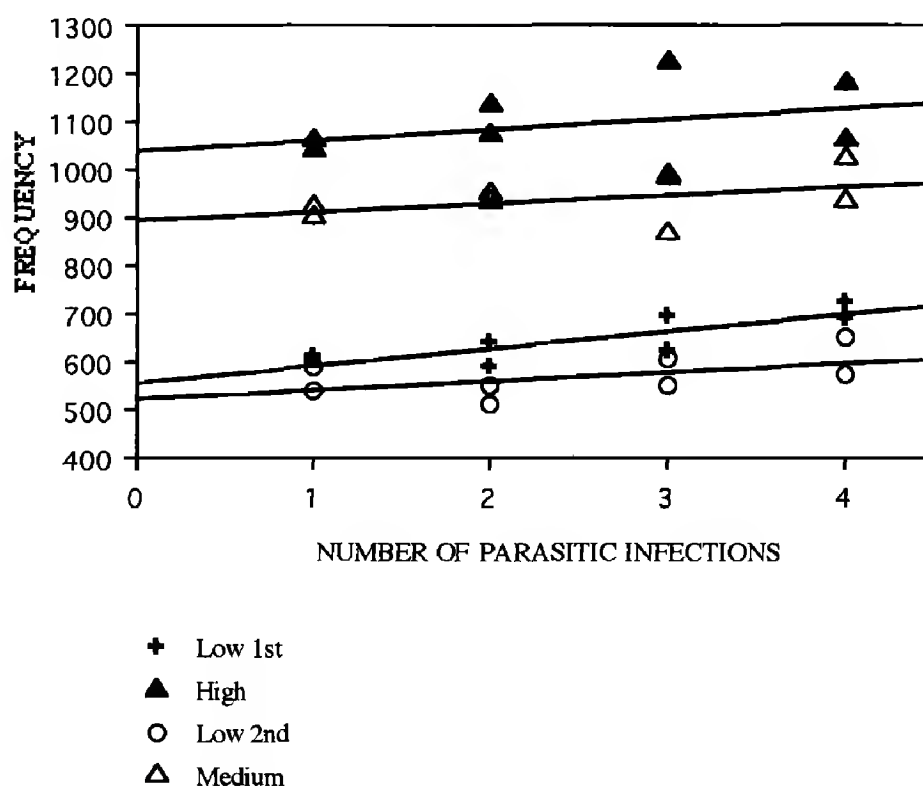 1300
1200
1100
1000
900
800
700
600
500
400
FREQUENCY
0 1 2 3 4
NUMBER OF PARASITIC INFECTIONS
Low 1st
High
Low 2nd
Medium